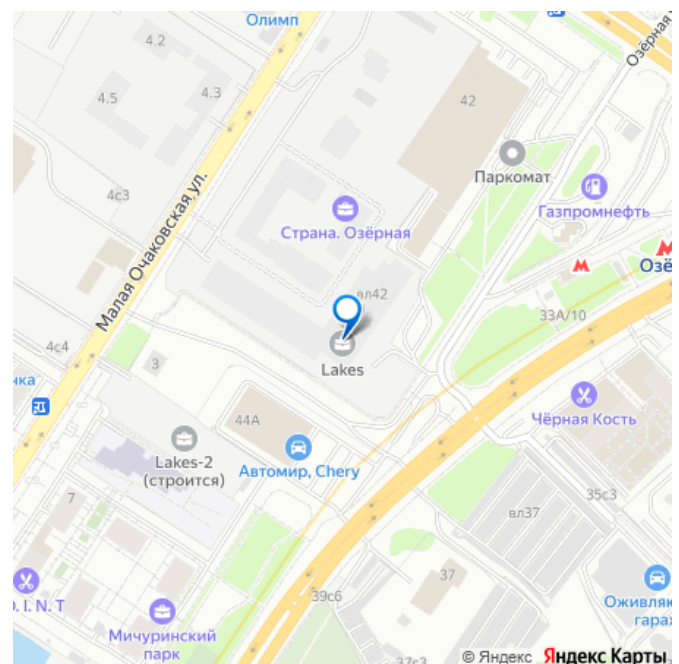 Олимп
4.2
4.5
4.3
42
Озёрная
Паркомат
4с3
Газпромнефть
Страна. Озёрная
Малая Очаковская ул.
Озё
вл42
33А/10
4с4
3
Lakes
нка
44А
Чёрная Кость
Lakes-2
(строится)
Автомир, Chery
35с3
7
вл37
37
O. I. N. T
39с6
Оживляю
гараж
Мичуринский
парк
37с3
© Яндекс Яндекс Карты